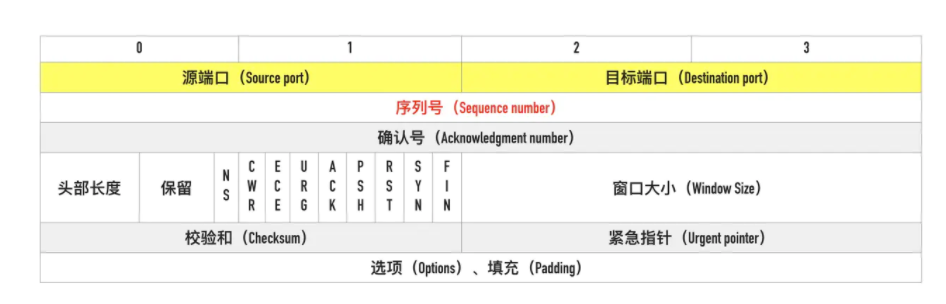 0 1 2 3
源端口（Source port） 目标端口（Destination port）
序列号（Sequence number）
确认号（Acknowledgment number）
头部长度 保留 NS CWR ECE URG ACK PSH RST SYN FIN 窗口大小（Window Size）
校验和（Checksum） 紧急指针（Urgent pointer）
选项（Options）、填充（Padding）